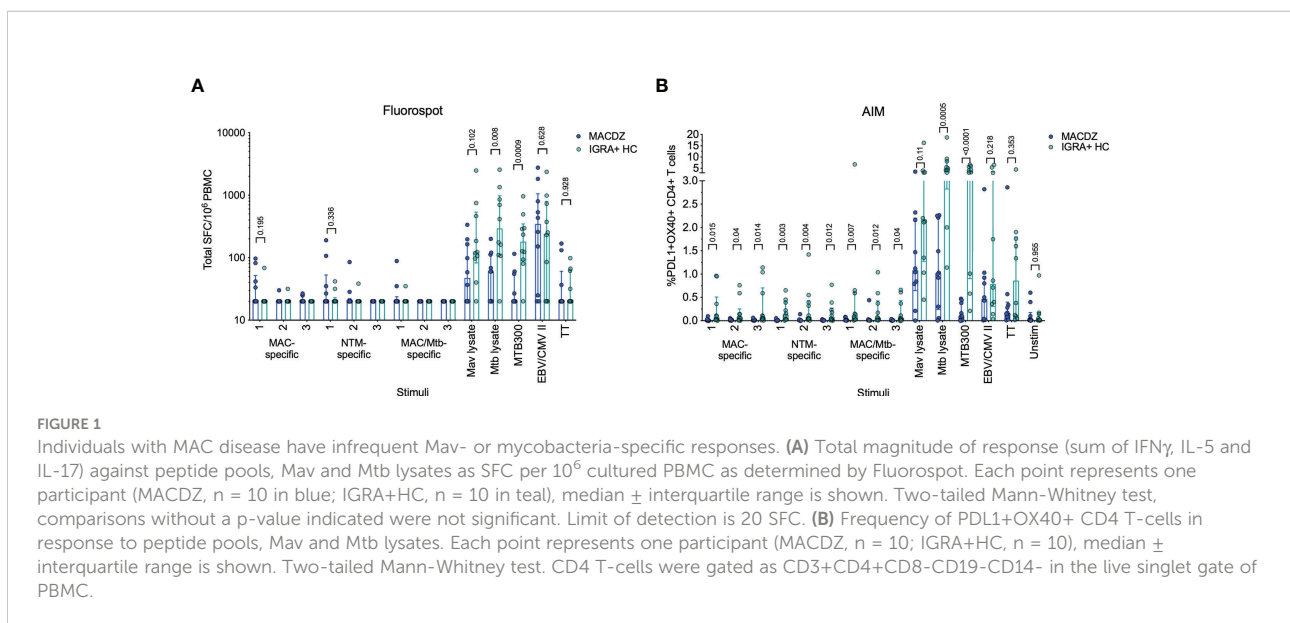 A
Fluorospot
MACDZ
IGRA+ HC
Total SFC/10⁶ PBMC
10000
1000
100
10
0.195
0.336
0.102
0.008
0.0009
0.628
0.928
1 2 3 1 2 3 1 2 3 Mav lysate Mtb lysate MTB300 EBV/CMV II TT
MAC-specific NTM-specific MAC/Mtb-specific
Stimuli
B
AIM
MACDZ
IGRA+ HC
%PDL1+OX40+ CD4+ T cells
20
15
10
5
3.0
2.0
1.5
1.0
0.5
0.0
0.015
0.04
0.014
0.003
0.004
0.012
0.007
0.012
0.04
0.11
0.0005
<0.0001
0.218
0.353
0.955
1 2 3 1 2 3 1 2 3 Mav lysate Mtb lysate MTB300 EBV/CMV II TT Unstim
MAC-specific NTM-specific MAC/Mtb-specific
Stimuli
FIGURE 1
Individuals with MAC disease have infrequent Mav- or mycobacteria-specific responses. (A) Total magnitude of response (sum of IFNγ, IL-5 and
IL-17) against peptide pools, Mav and Mtb lysates as SFC per 10⁶ cultured PBMC as determined by Fluorospot. Each point represents one
participant (MACDZ, n = 10 in blue; IGRA+HC, n = 10 in teal), median ± interquartile range is shown. Two-tailed Mann-Whitney test,
comparisons without a p-value indicated were not significant. Limit of detection is 20 SFC. (B) Frequency of PDL1+OX40+ CD4 T-cells in
response to peptide pools, Mav and Mtb lysates. Each point represents one participant (MACDZ, n = 10; IGRA+HC, n = 10), median ±
interquartile range is shown. Two-tailed Mann-Whitney test. CD4 T-cells were gated as CD3+CD4+CD8-CD19-CD14- in the live singlet gate of
PBMC.